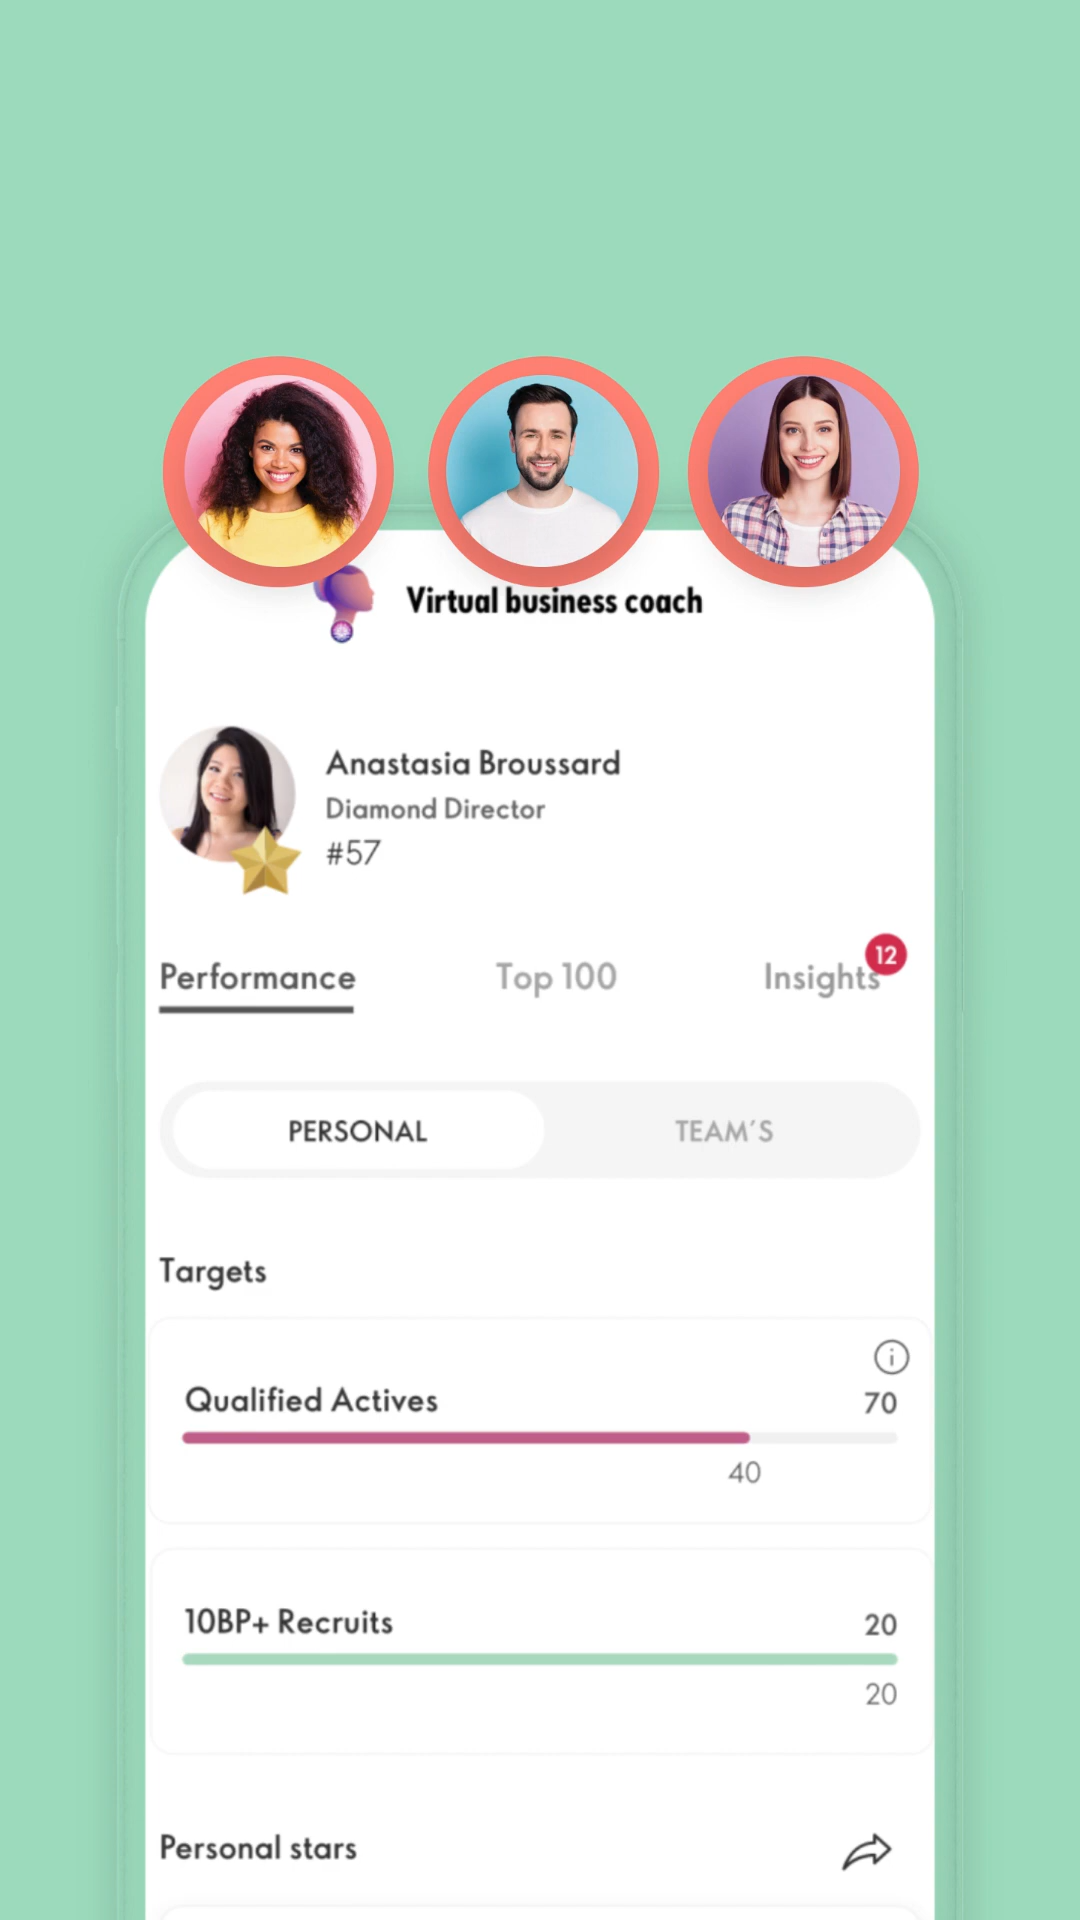 Virtual business coach
Anastasia Broussard
Diamond Director
#57
Performance
Top 100
Insights
12
PERSONAL
TEAM'S
Targets
Qualified Actives
70
40
10BP+ Recruits
20
20
Personal stars